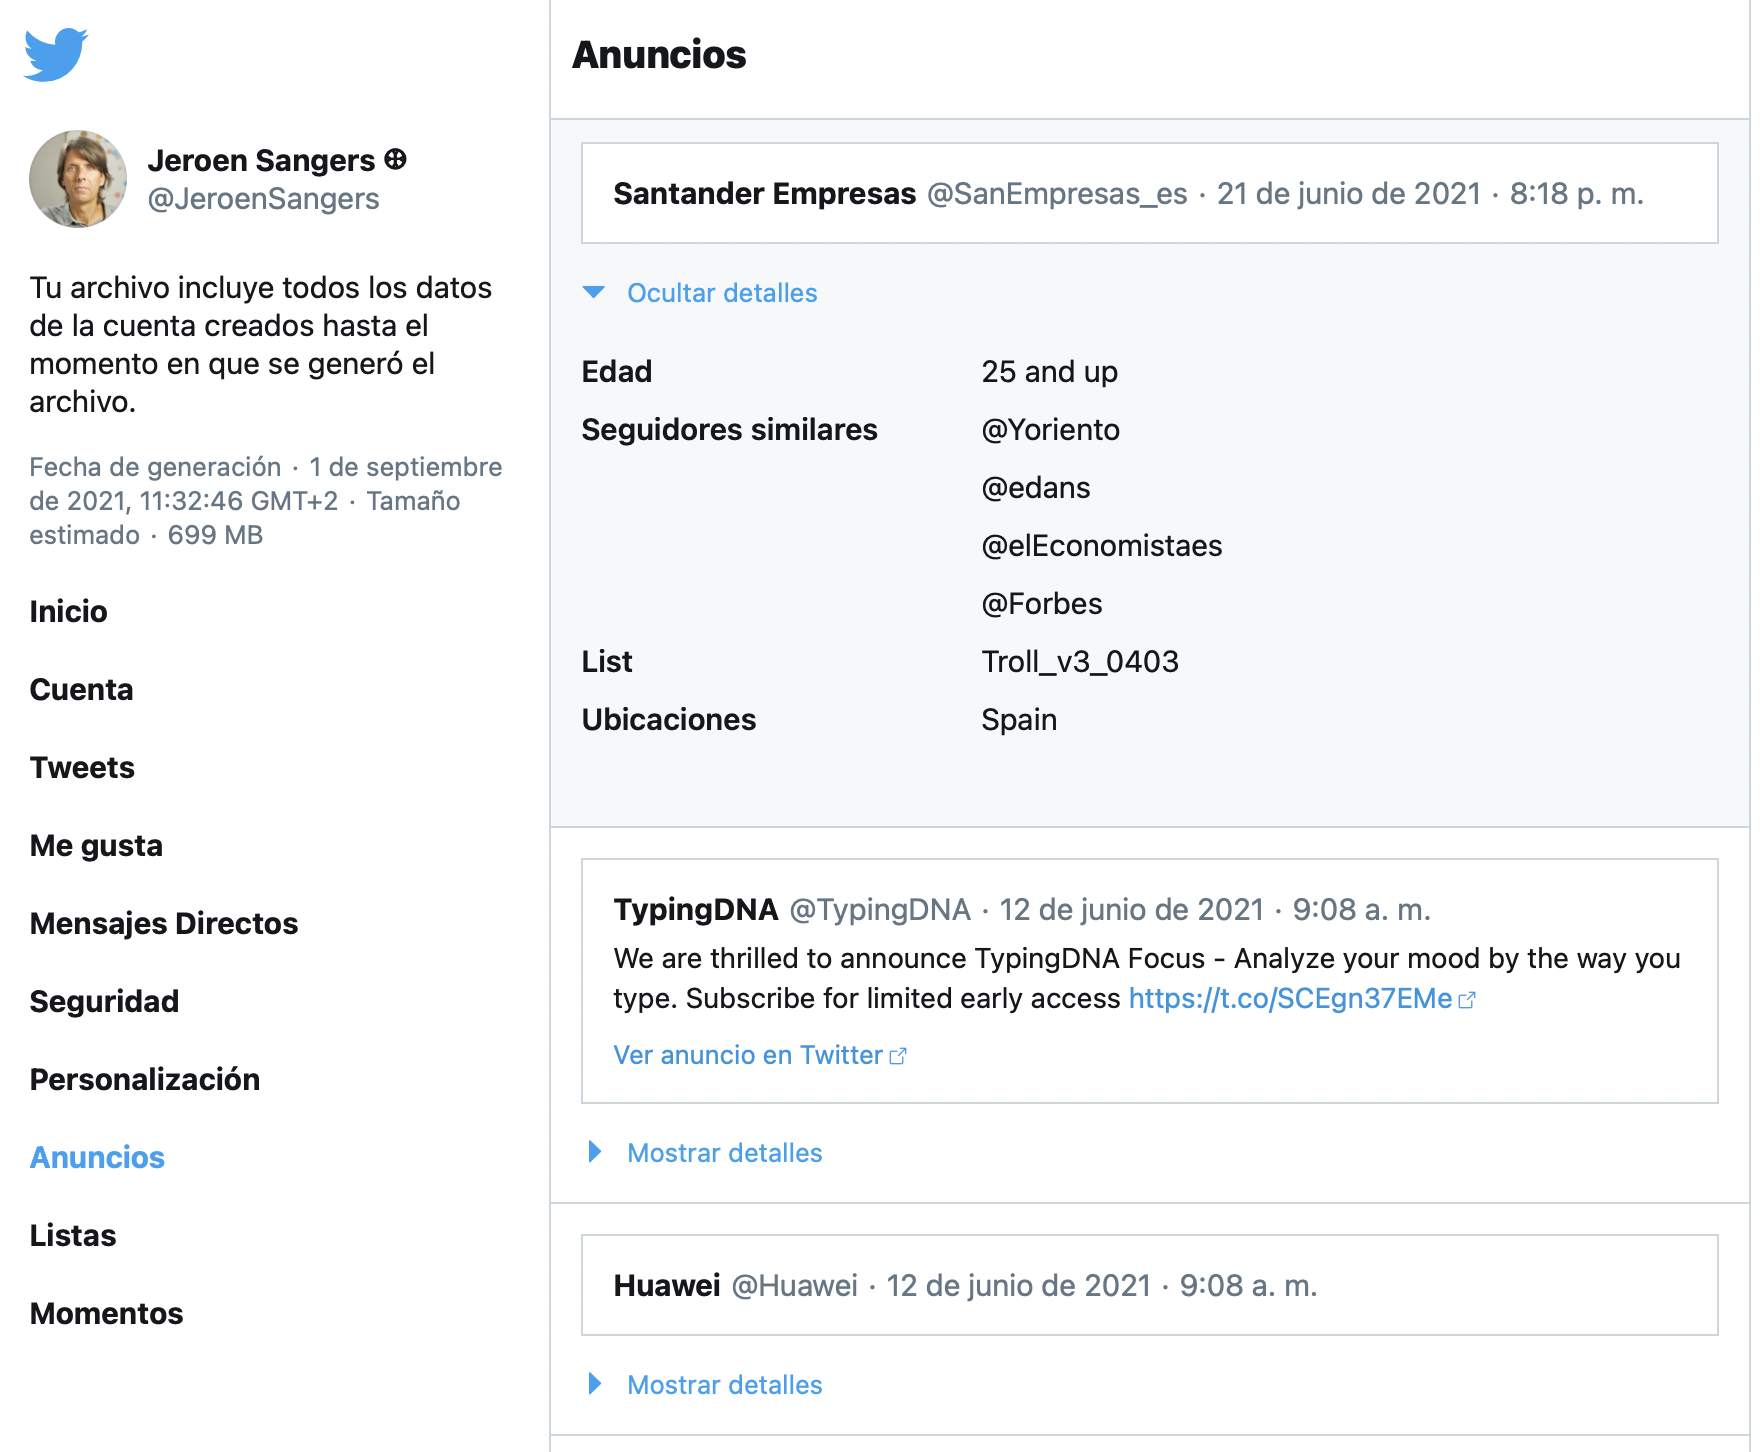 Jeroen Sangers
@JeroenSangers
Tu archivo incluye todos los datos
de la cuenta creados hasta el
momento en que se generó el
archivo.
Fecha de generación · 1 de septiembre
de 2021, 11:32:46 GMT+2 · Tamaño
estimado · 699 MB
Inicio
Cuenta
Tweets
Me gusta
Mensajes Directos
Seguridad
Personalización
Anuncios
Listas
Momentos
Anuncios
Santander Empresas @SanEmpresas_es · 21 de junio de 2021 · 8:18 p. m.
Ocultar detalles
Edad 25 and up
Seguidores similares @Yoriento
@edans
@elEconomistaes
@Forbes
List Troll_v3_0403
Ubicaciones Spain
TypingDNA @TypingDNA · 12 de junio de 2021 · 9:08 a. m.
We are thrilled to announce TypingDNA Focus - Analyze your mood by the way you
type. Subscribe for limited early access https://t.co/SCEgn37EMe
Ver anuncio en Twitter
Mostrar detalles
Huawei @Huawei · 12 de junio de 2021 · 9:08 a. m.
Mostrar detalles